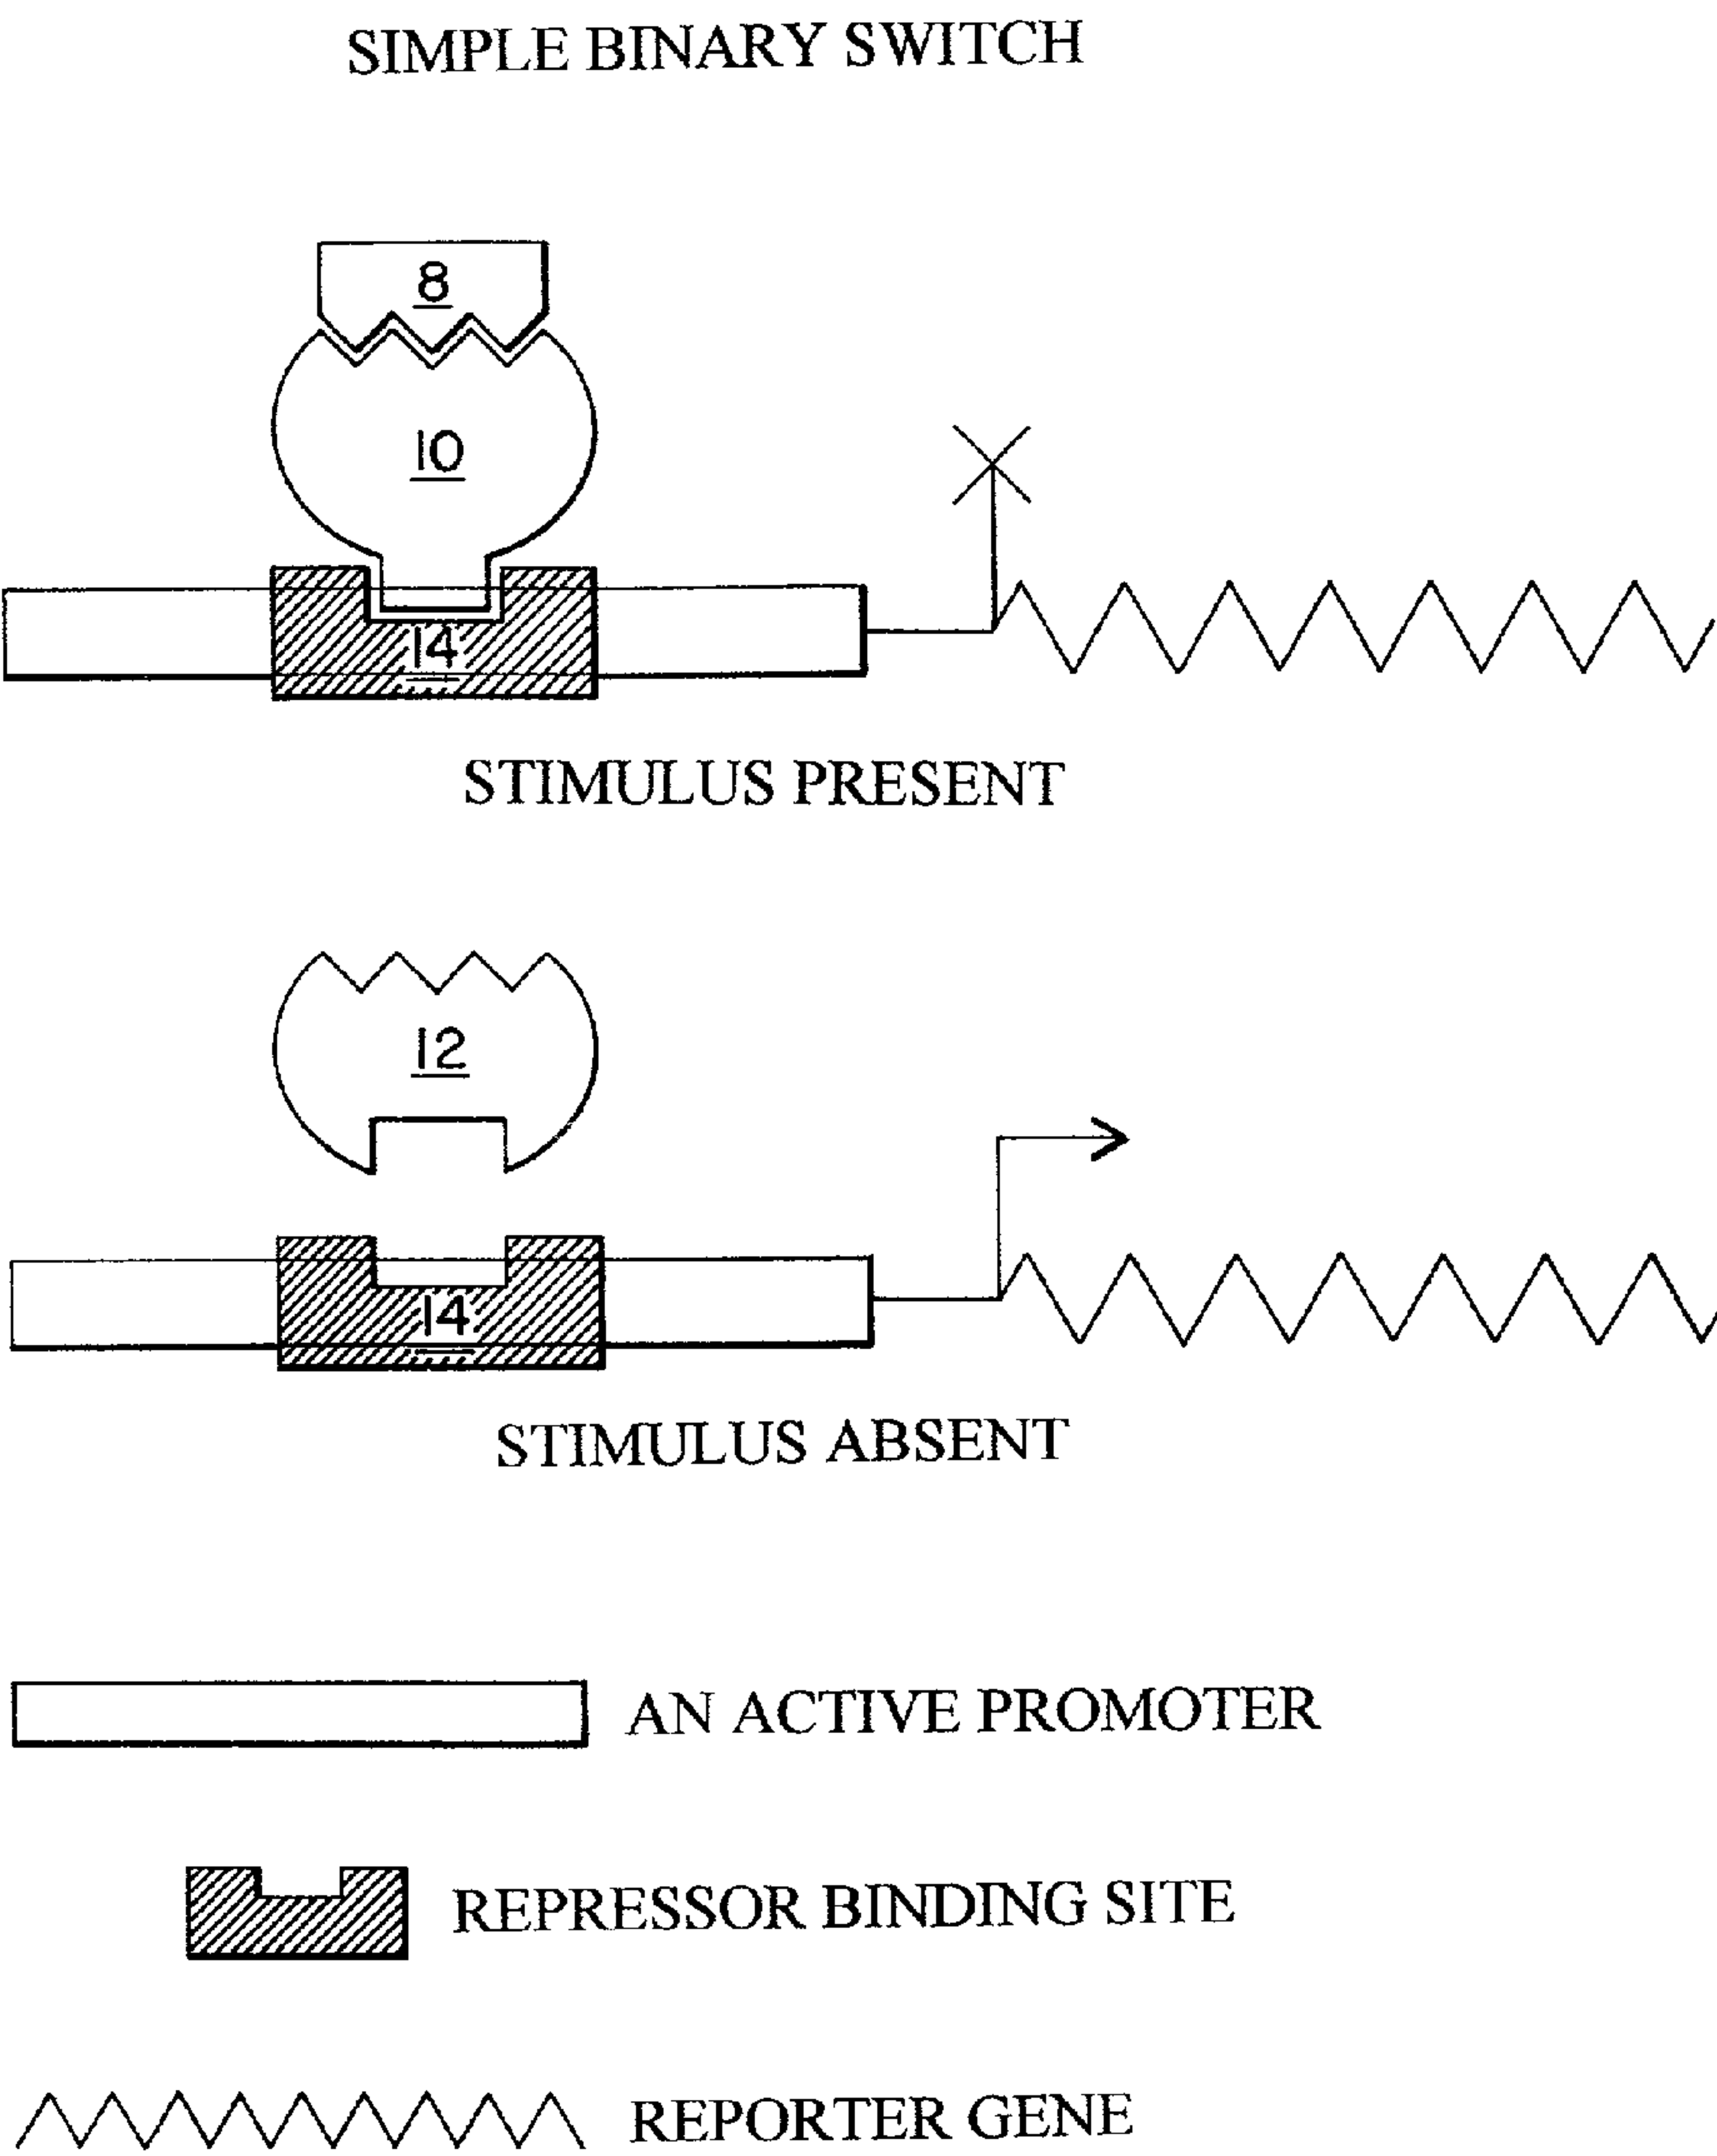 SIMPLE BINARY SWITCH
8
10
14
STIMULUS PRESENT
12
14
STIMULUS ABSENT
AN ACTIVE PROMOTER
REPRESSOR BINDING SITE
REPORTER GENE